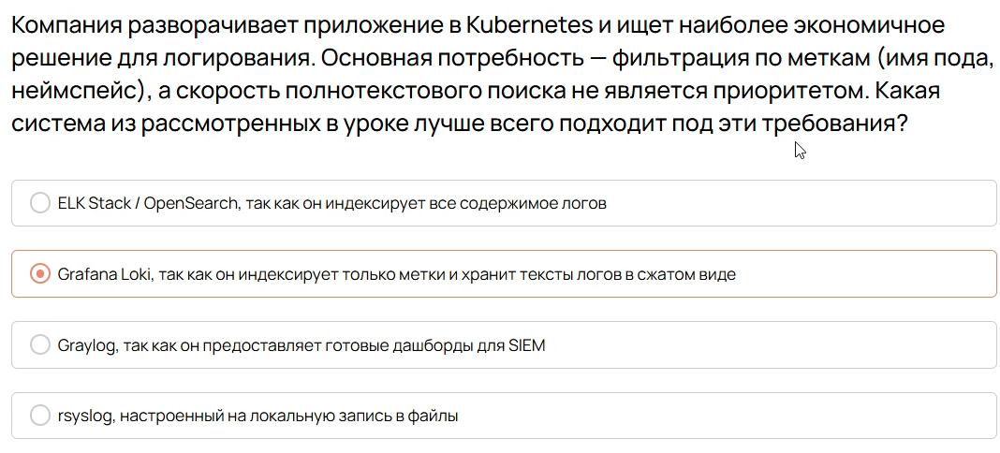 Компания разворачивает приложение в Kubernetes и ищет наиболее экономичное
решение для логирования. Основная потребность — фильтрация по меткам (имя пода,
неймспейс), а скорость полнотекстового поиска не является приоритетом. Какая
система из рассмотренных в уроке лучше всего подходит под эти требования?
ELK Stack / OpenSearch, так как он индексирует все содержимое логов
Grafana Loki, так как он индексирует только метки и хранит тексты логов в сжатом виде
Graylog, так как он предоставляет готовые дашборды для SIEM
rsyslog, настроенный на локальную запись в файлы